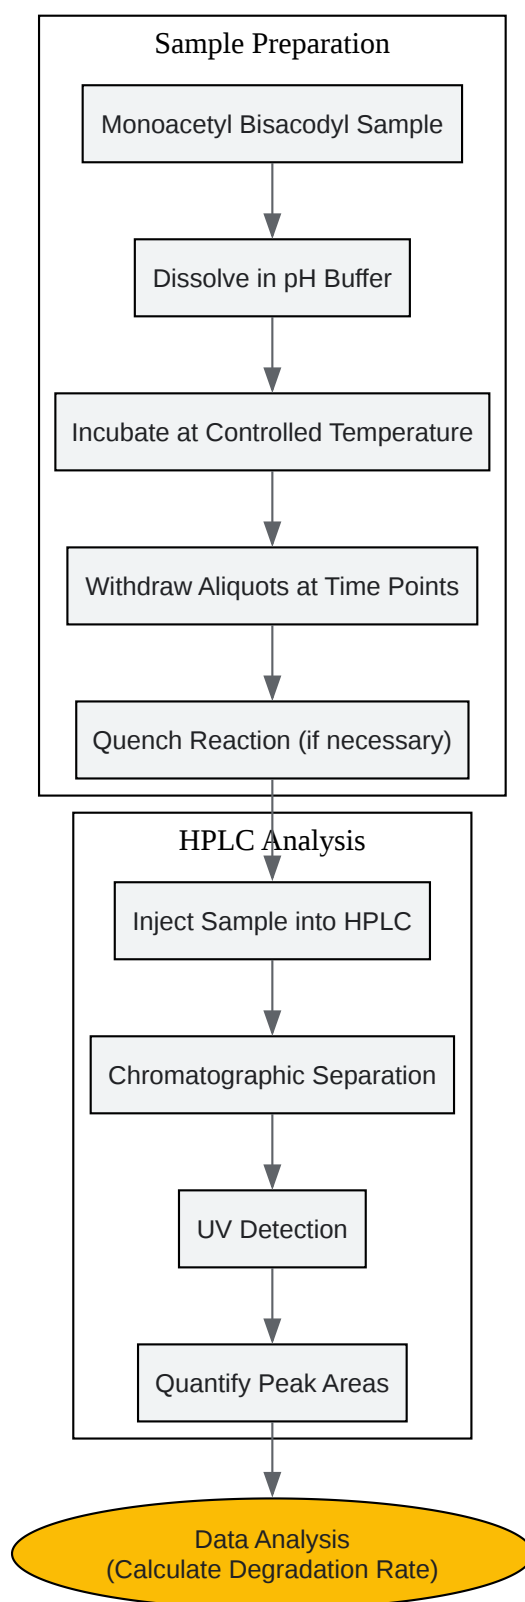 Sample Preparation
Monoacetyl Bisacodyl Sample
Dissolve in pH Buffer
Incubate at Controlled Temperature
Withdraw Aliquots at Time Points
Quench Reaction (if necessary)
HPLC Analysis
Inject Sample into HPLC
Chromatographic Separation
UV Detection
Quantify Peak Areas
Data Analysis
(Calculate Degradation Rate)